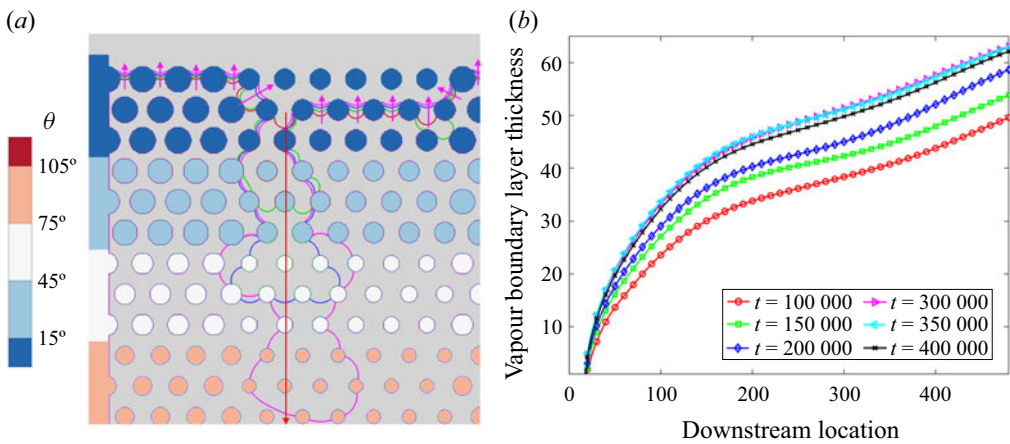 (a)
θ
105º
75º
45º
15º
(b)
Vapour boundary layer thickness
60
50
40
30
20
10
0
100
200
300
400
t = 100 000
t = 150 000
t = 200 000
t = 300 000
t = 350 000
t = 400 000
Downstream location